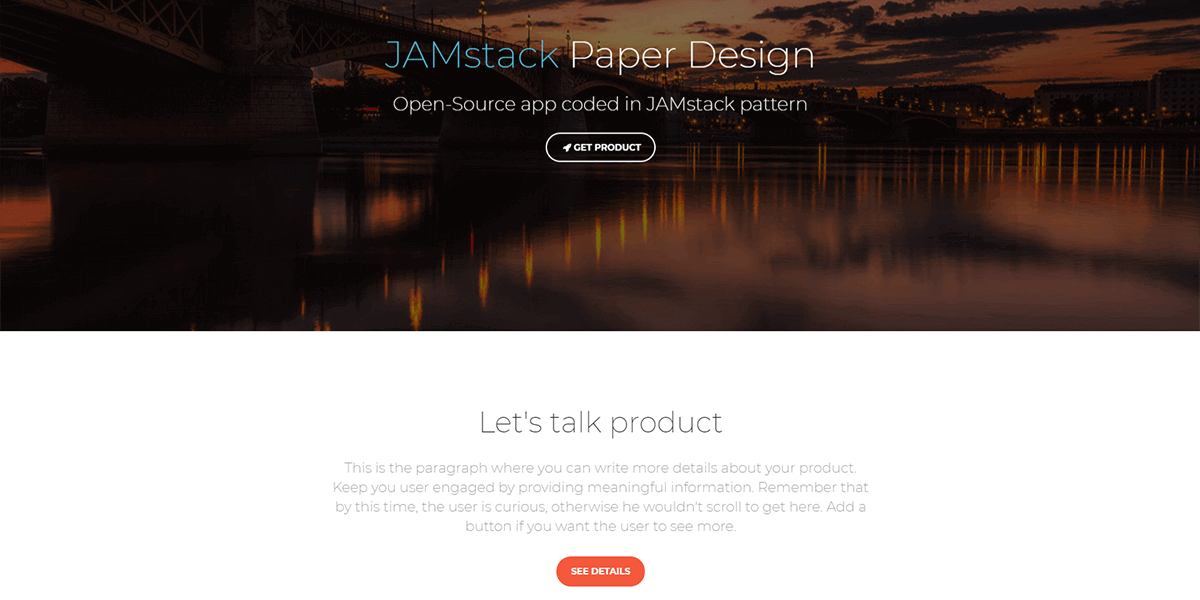 JAMstack Paper Design
Open-Source app coded in JAMstack pattern
GET PRODUCT
Let's talk product
This is the paragraph where you can write more details about your product.
Keep you user engaged by providing meaningful information. Remember that
by this time, the user is curious, otherwise he wouldn't scroll to get here. Add a
button if you want the user to see more.
SEE DETAILS